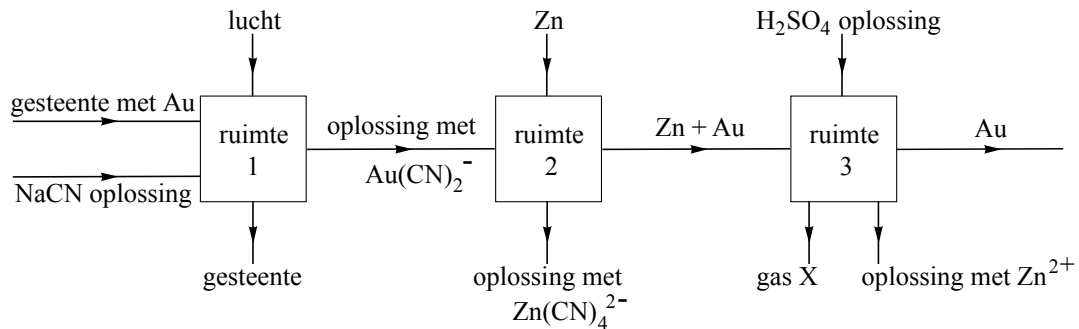 lucht
Zn
H₂SO₄ oplossing
gesteente met Au
NaCN oplossing
ruimte
1
oplossing met
Au(CN)₂⁻
ruimte
2
Zn + Au
ruimte
3
Au
gesteente
oplossing met
Zn(CN)₄²⁻
gas X
oplossing met Zn²⁺